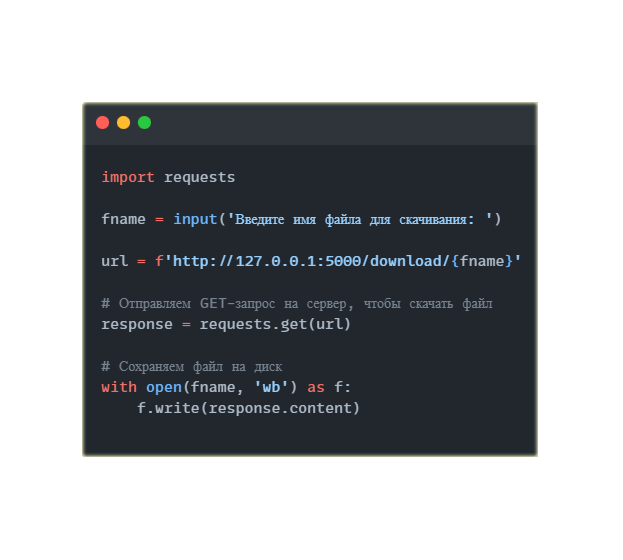 import requests
fname = input('Введите имя файла для скачивания: ')
url = f'http://127.0.0.1:5000/download/{fname}'
# Отправляем GET-запрос на сервер, чтобы скачать файл
response = requests.get(url)
# Сохраняем файл на диск
with open(fname, 'wb') as f:
    f.write(response.content)